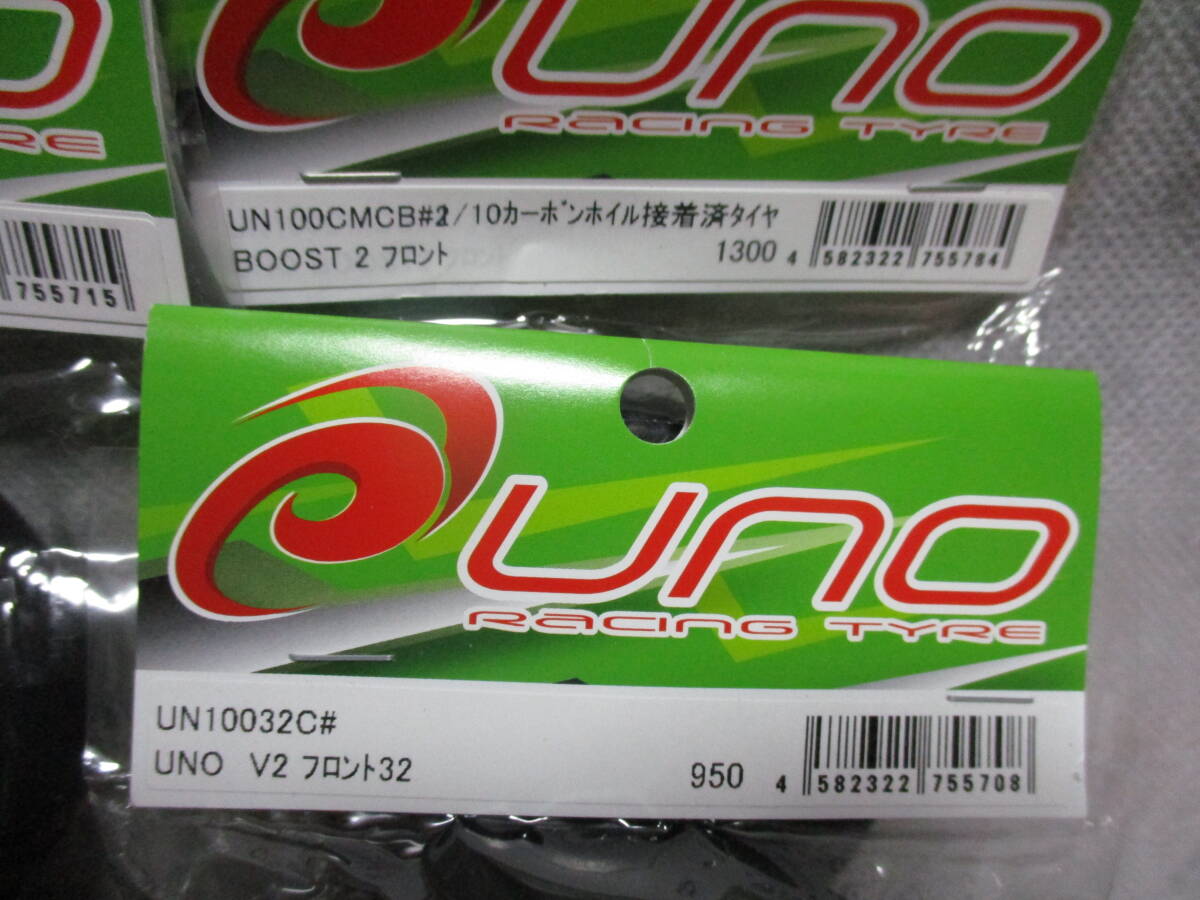 UNO
RACING TYRE
UN100CMCB#2/10カーボンホイル接着済タイヤ
BOOST 2 フロント
1300
4 582322 755784
RE
755715
UNO
RACING TYRE
UN10032C#
UNO V2 フロント32
950
4 582322 755708